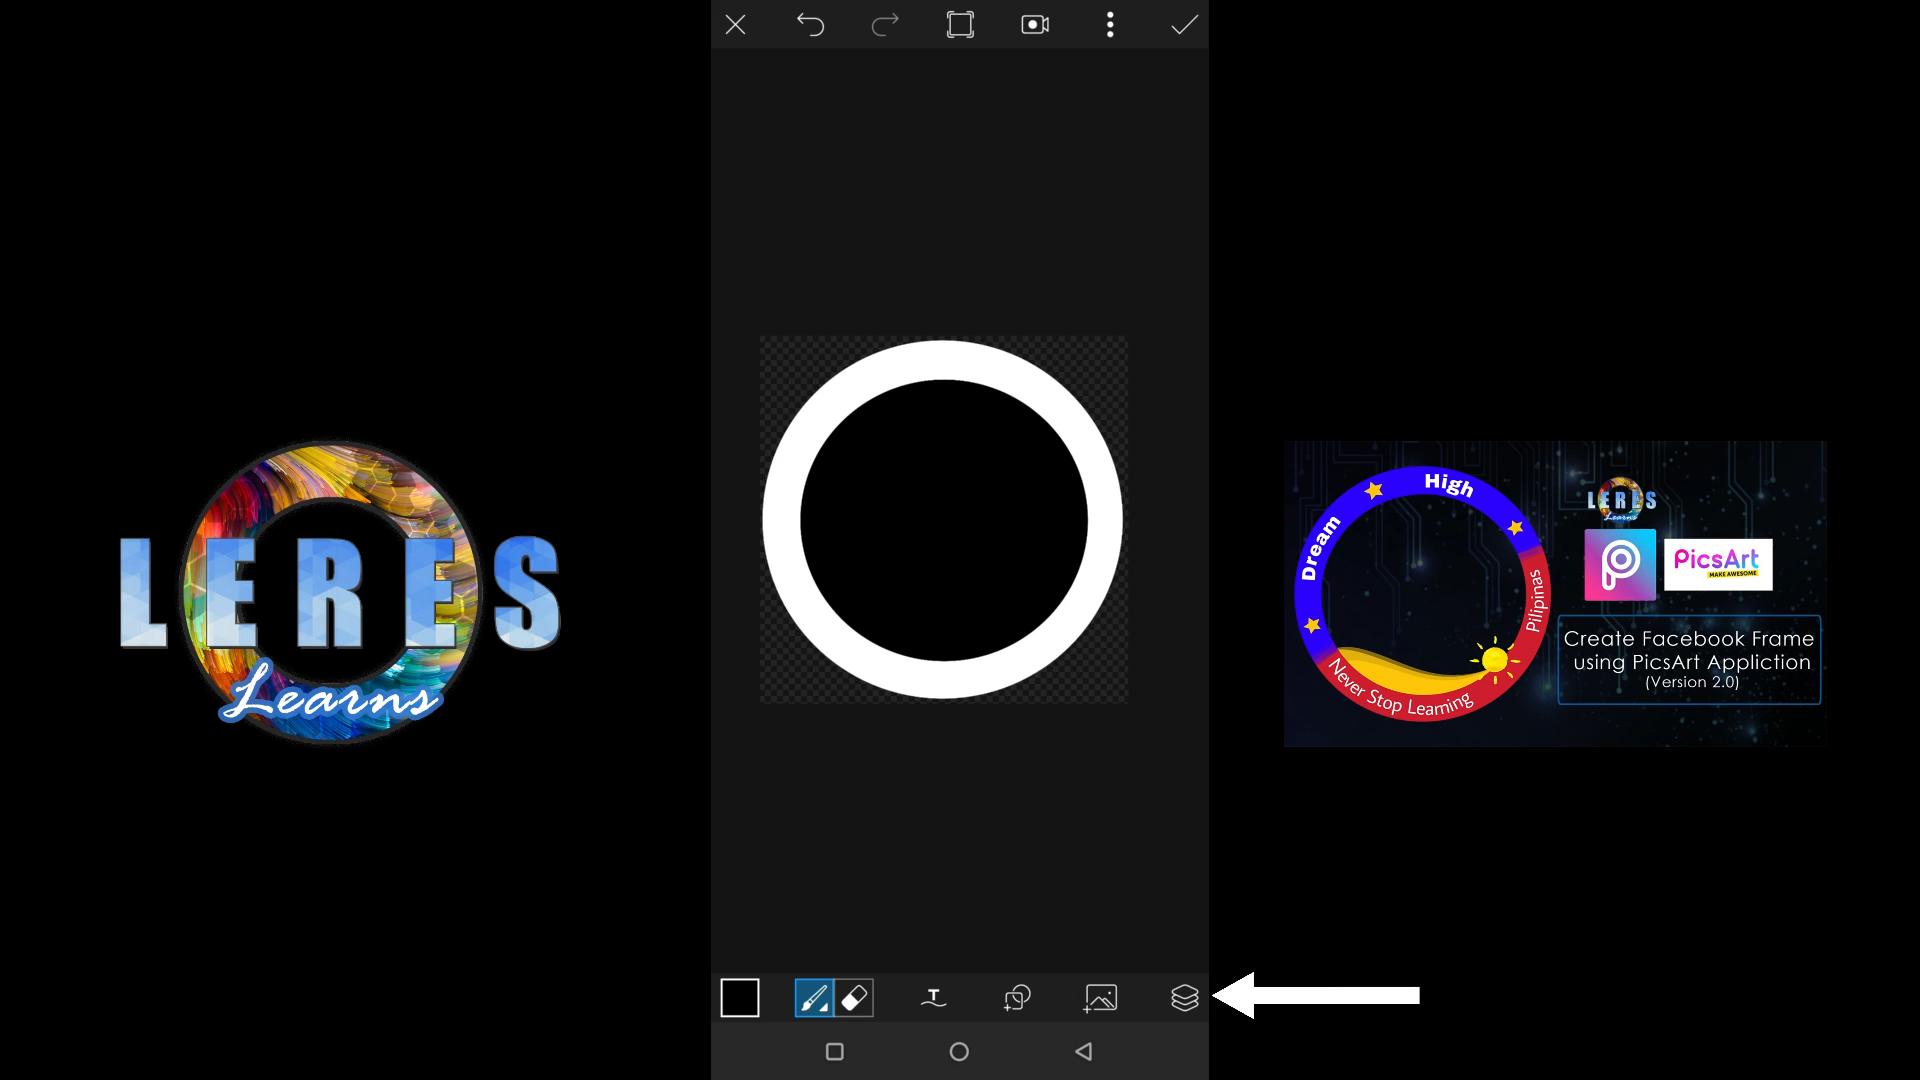 LERES
Learns
T
Dream
High
Pilipinas
Never Stop Learning
LERES
Learns
P
PicsArt
MAKE AWESOME
Create Facebook Frame
using PicsArt Appliction
(Version 2.0)